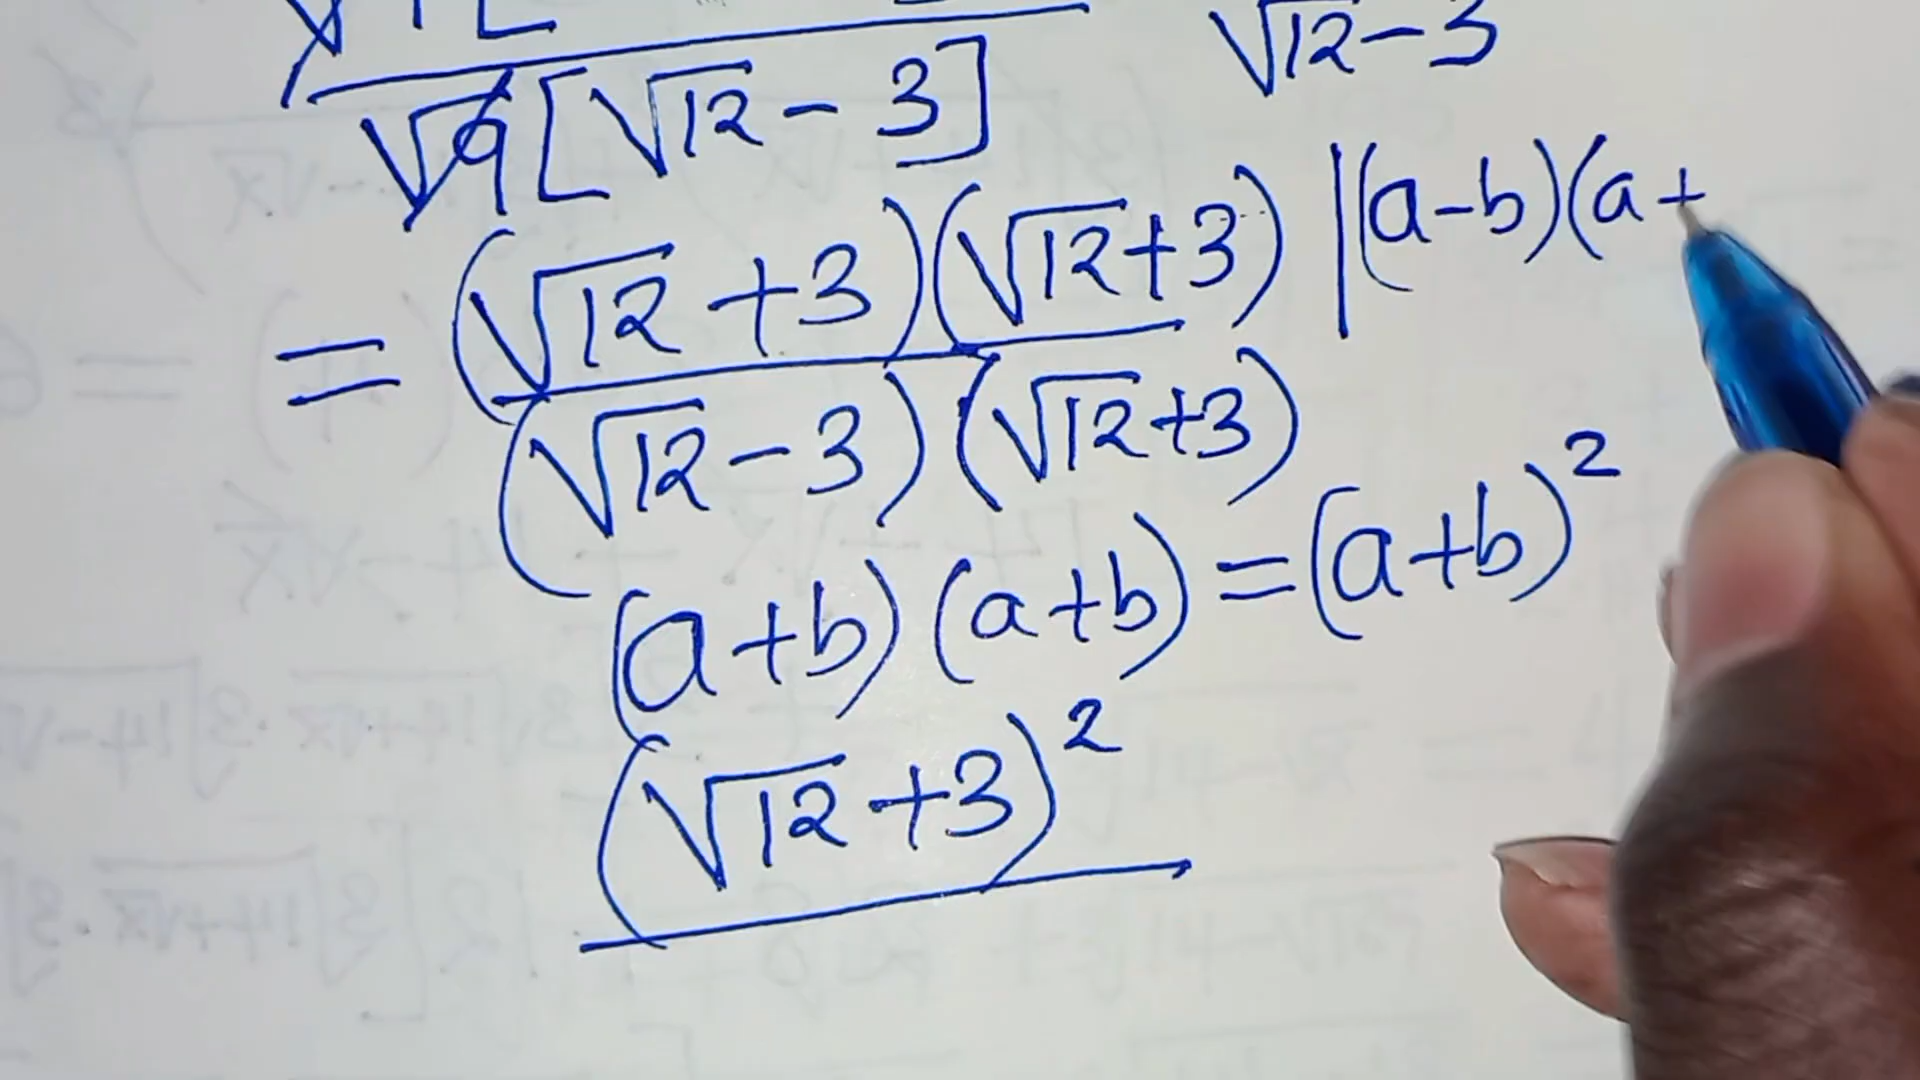 √12 - 3
√9[√12 - 3]
= (√12 + 3)(√12 + 3) | (a - b)(a +
(√12 - 3)(√12 + 3)
(a + b)(a + b) = (a + b)²
(√12 + 3)²